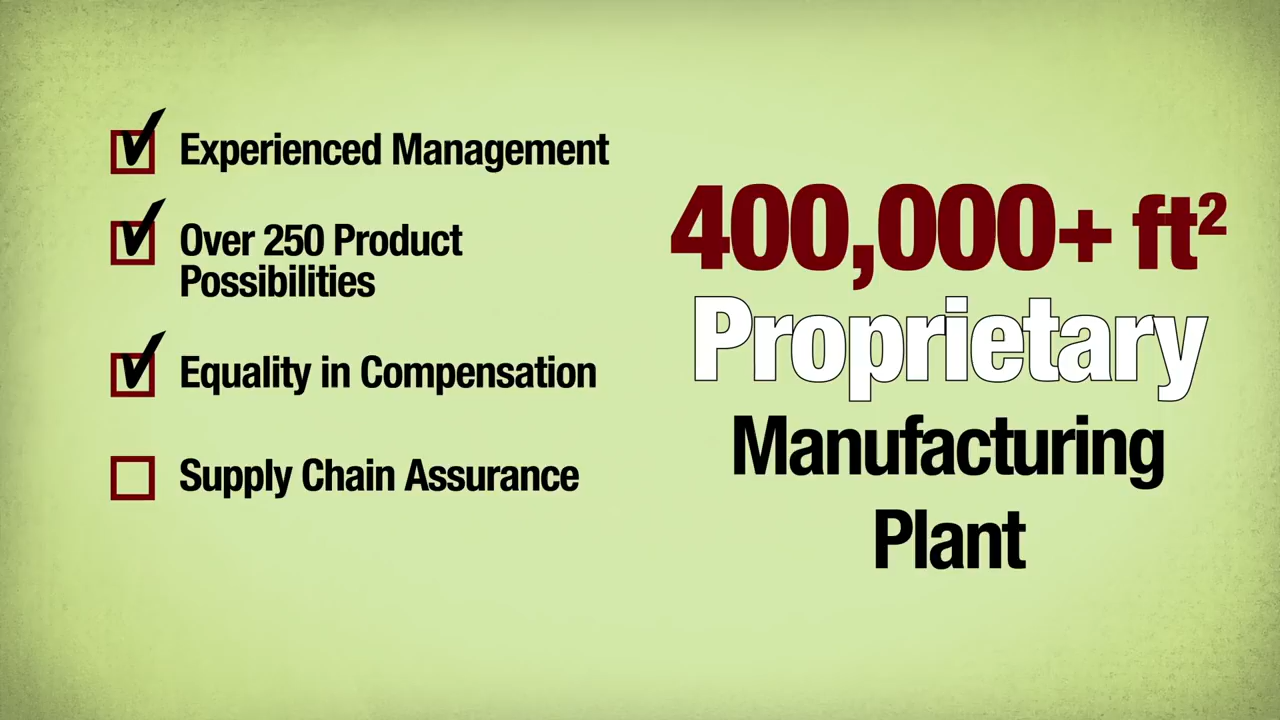 Experienced Management
Over 250 Product
Possibilities
Equality in Compensation
Supply Chain Assurance
400,000+ ft²
Proprietary
Manufacturing
Plant